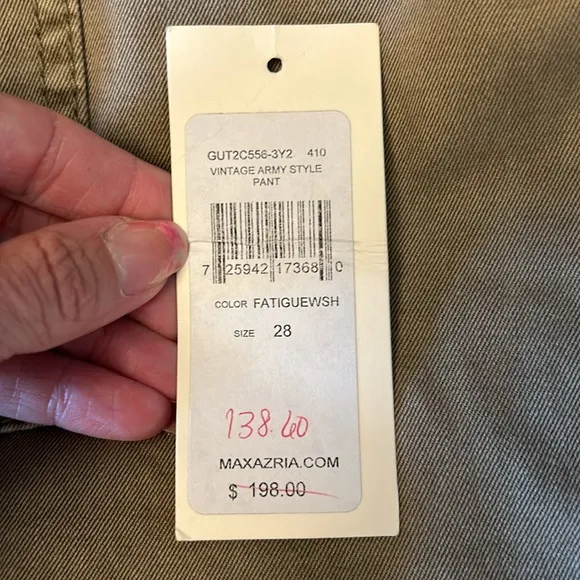 GUT2C556-3Y2 410
VINTAGE ARMY STYLE
PANT
7 25942 17368 0
COLOR FATIGUEWSH
SIZE 28
138.60
MAXAZRIA.COM
$ 198.00